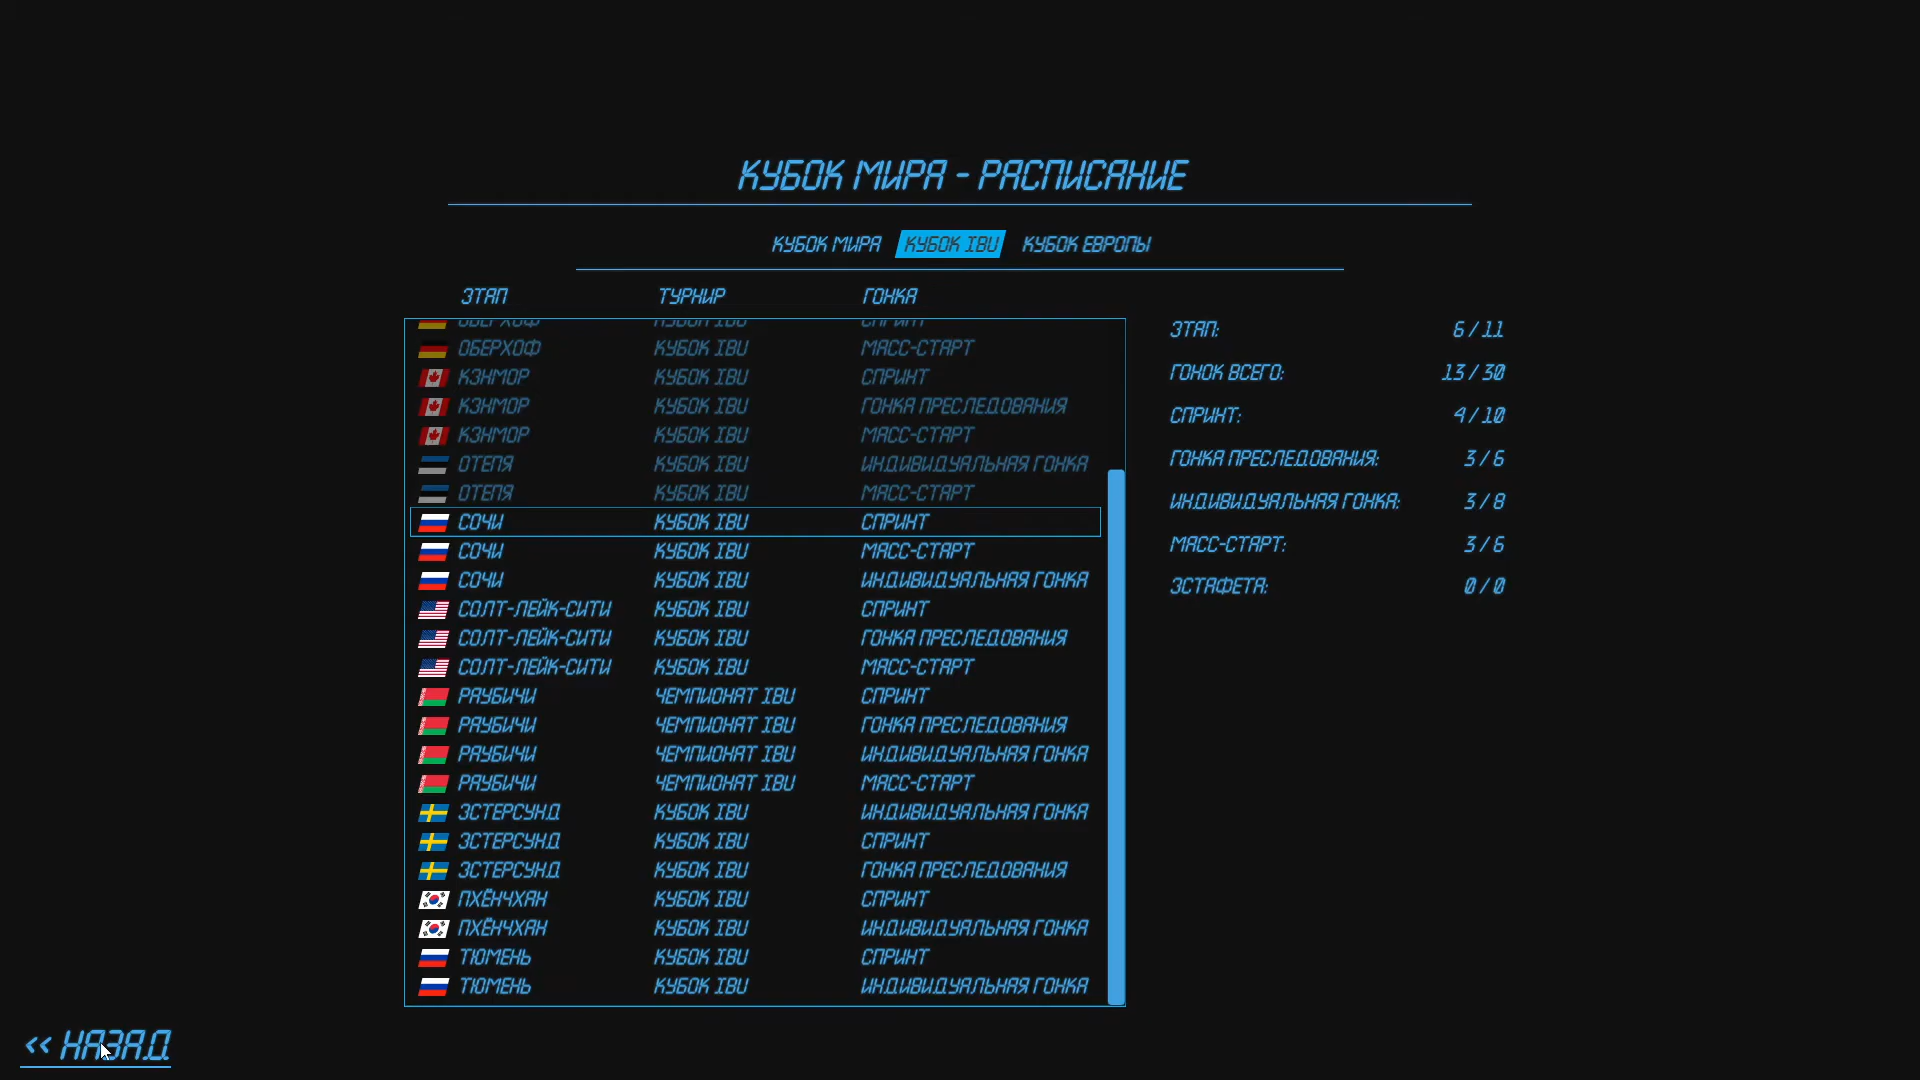 КУБОК МИРА - РАСПИСАНИЕ
КУБОК МИРА КУБОК IBU КУБОК ЕВРОПЫ
ЭТАП ТУРНИР ГОНКА
ОБЕРХОФ КУБОК IBU СПРИНТ
ОБЕРХОФ КУБОК IBU МАСС-СТАРТ
КЭНМОР КУБОК IBU СПРИНТ
КЭНМОР КУБОК IBU ГОНКА ПРЕСЛЕДОВАНИЯ
КЭНМОР КУБОК IBU МАСС-СТАРТ
ОТЕПЯ КУБОК IBU ИНДИВИДУАЛЬНАЯ ГОНКА
ОТЕПЯ КУБОК IBU МАСС-СТАРТ
СОЧИ КУБОК IBU СПРИНТ
СОЧИ КУБОК IBU МАСС-СТАРТ
СОЧИ КУБОК IBU ИНДИВИДУАЛЬНАЯ ГОНКА
СОЛТ-ЛЕЙК-СИТИ КУБОК IBU СПРИНТ
СОЛТ-ЛЕЙК-СИТИ КУБОК IBU ГОНКА ПРЕСЛЕДОВАНИЯ
СОЛТ-ЛЕЙК-СИТИ КУБОК IBU МАСС-СТАРТ
РАУБИЧИ ЧЕМПИОНАТ IBU СПРИНТ
РАУБИЧИ ЧЕМПИОНАТ IBU ГОНКА ПРЕСЛЕДОВАНИЯ
РАУБИЧИ ЧЕМПИОНАТ IBU ИНДИВИДУАЛЬНАЯ ГОНКА
РАУБИЧИ ЧЕМПИОНАТ IBU МАСС-СТАРТ
ЭСТЕРСУНД КУБОК IBU ИНДИВИДУАЛЬНАЯ ГОНКА
ЭСТЕРСУНД КУБОК IBU СПРИНТ
ЭСТЕРСУНД КУБОК IBU ГОНКА ПРЕСЛЕДОВАНИЯ
ПХЁНЧХАН КУБОК IBU СПРИНТ
ПХЁНЧХАН КУБОК IBU ИНДИВИДУАЛЬНАЯ ГОНКА
ТЮМЕНЬ КУБОК IBU СПРИНТ
ТЮМЕНЬ КУБОК IBU ИНДИВИДУАЛЬНАЯ ГОНКА
ЭТАП: 6 / 11
ГОНОК ВСЕГО: 13 / 30
СПРИНТ: 4 / 10
ГОНКА ПРЕСЛЕДОВАНИЯ: 3 / 6
ИНДИВИДУАЛЬНАЯ ГОНКА: 3 / 8
МАСС-СТАРТ: 3 / 6
ЭСТАФЕТА: 0 / 0
<< НАЗАД